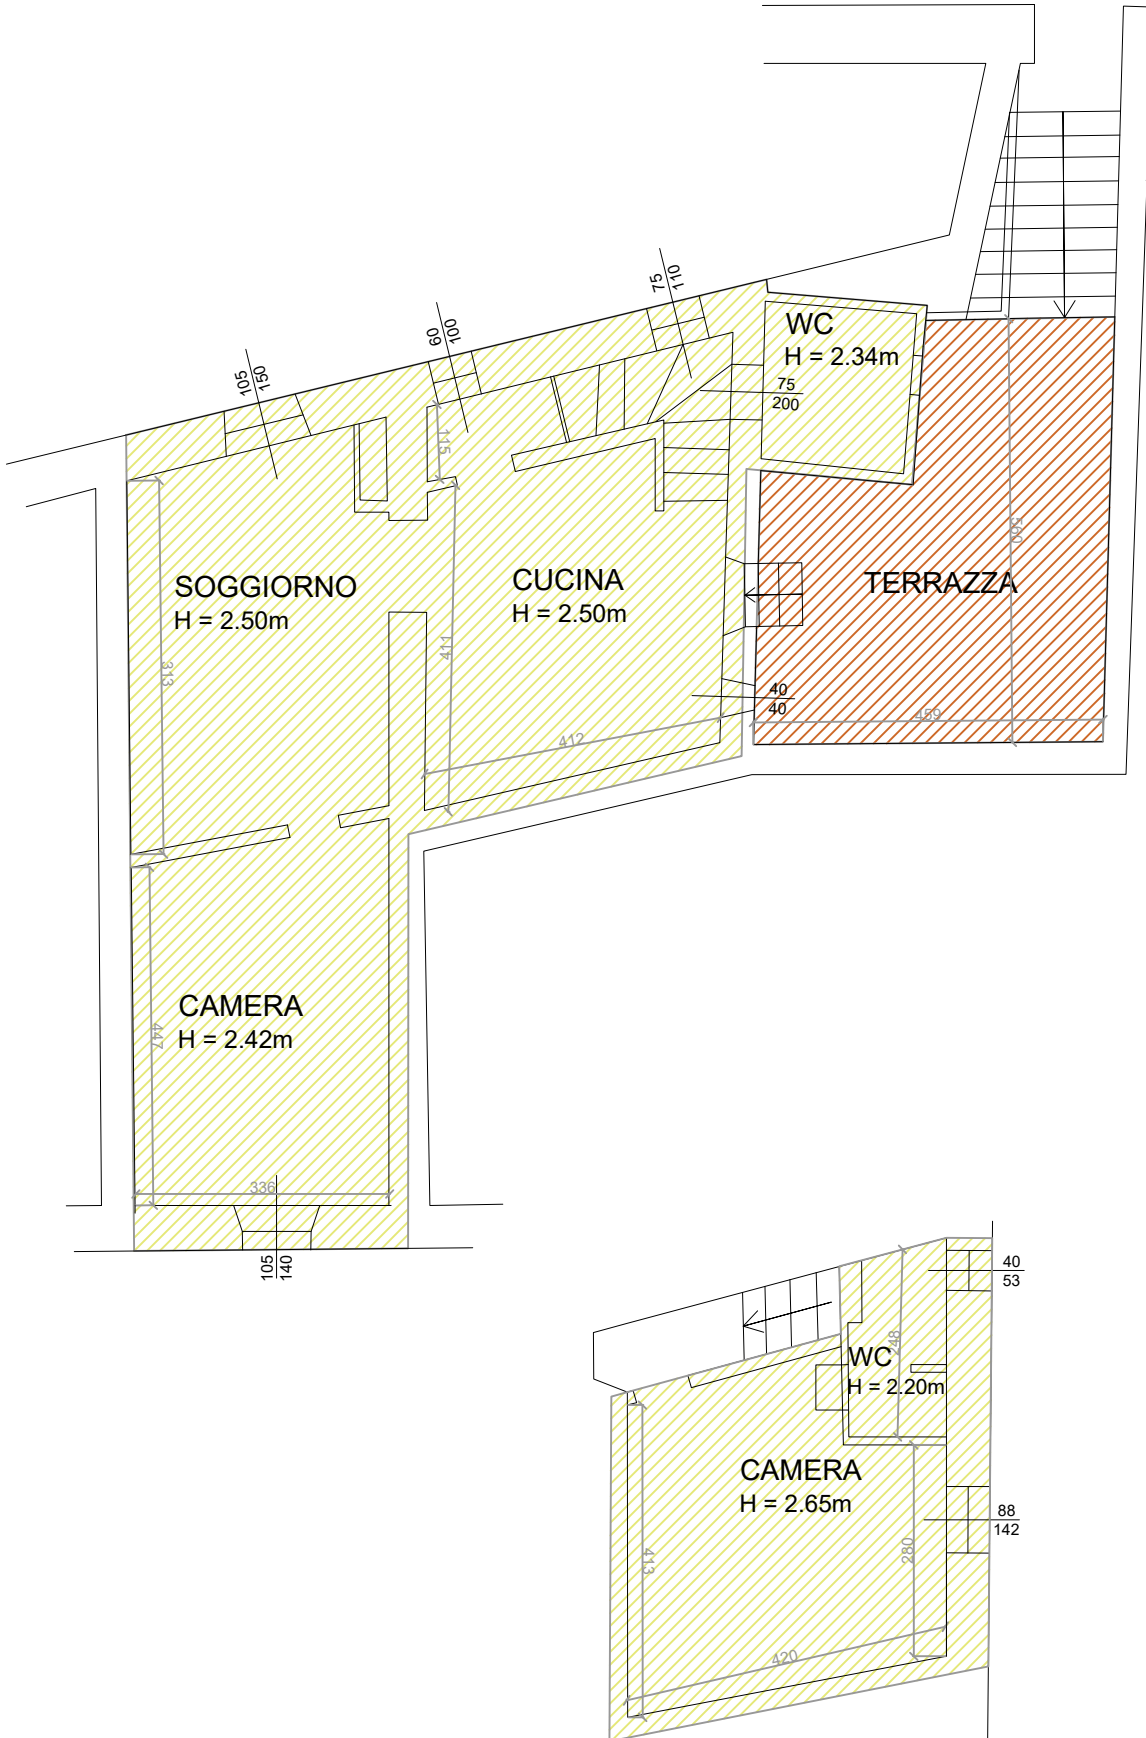 75
110
60
100
105
150
WC
H = 2.34m
75
200
115
SOGGIORNO
H = 2.50m
CUCINA
H = 2.50m
TERRAZZA
560
313
411
40
40
459
412
CAMERA
H = 2.42m
447
336
105
140
40
53
248
WC
H = 2.20m
CAMERA
H = 2.65m
88
142
280
413
420